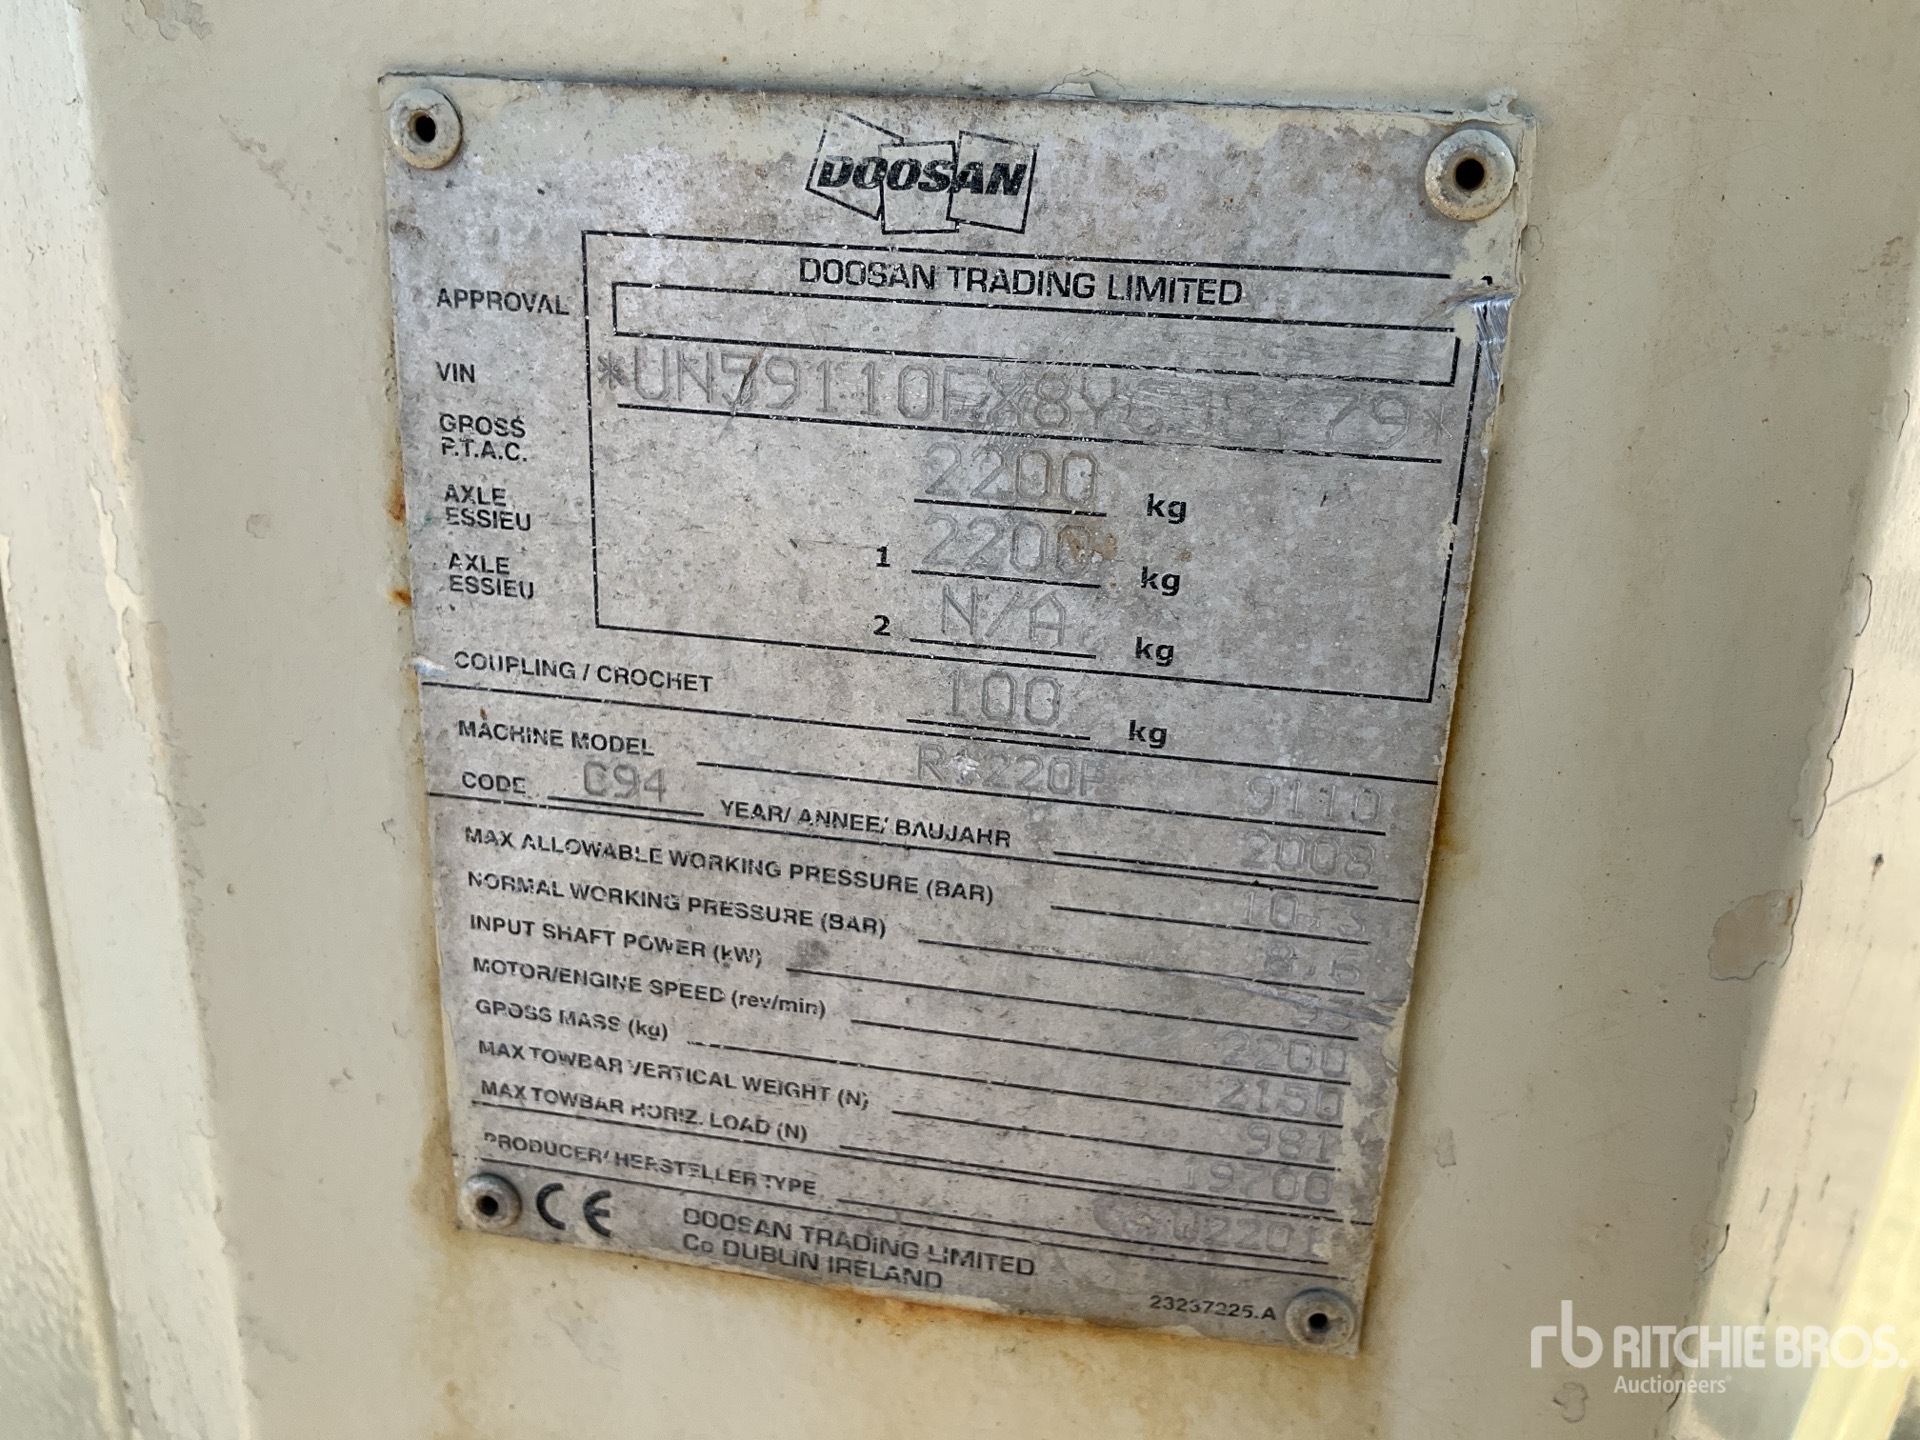 DOOSAN
DOOSAN TRADING LIMITED
APPROVAL
VIN
GROSS P.T.A.C. 2200 kg
AXLE ESSIEU 1 2200 kg
AXLE ESSIEU 2 N/A kg
COUPLING / CROCHET 100 kg
MACHINE MODEL 9110
CODE C94 YEAR/ ANNEE/ BAUJAHR 2008
MAX ALLOWABLE WORKING PRESSURE (BAR)
NORMAL WORKING PRESSURE (BAR)
INPUT SHAFT POWER (kW)
MOTOR/ENGINE SPEED (rev/min) 2200
GROSS MASS (kg) 2150
MAX TOWBAR VERTICAL WEIGHT (N) 981
MAX TOWBAR HORIZ. LOAD (N) 19700
PRODUCER/ HERSTELLER TYPE
CE DOOSAN TRADING LIMITED
Co DUBLIN IRELAND
23237225.A
rb RITCHIE BROS.
Auctioneers